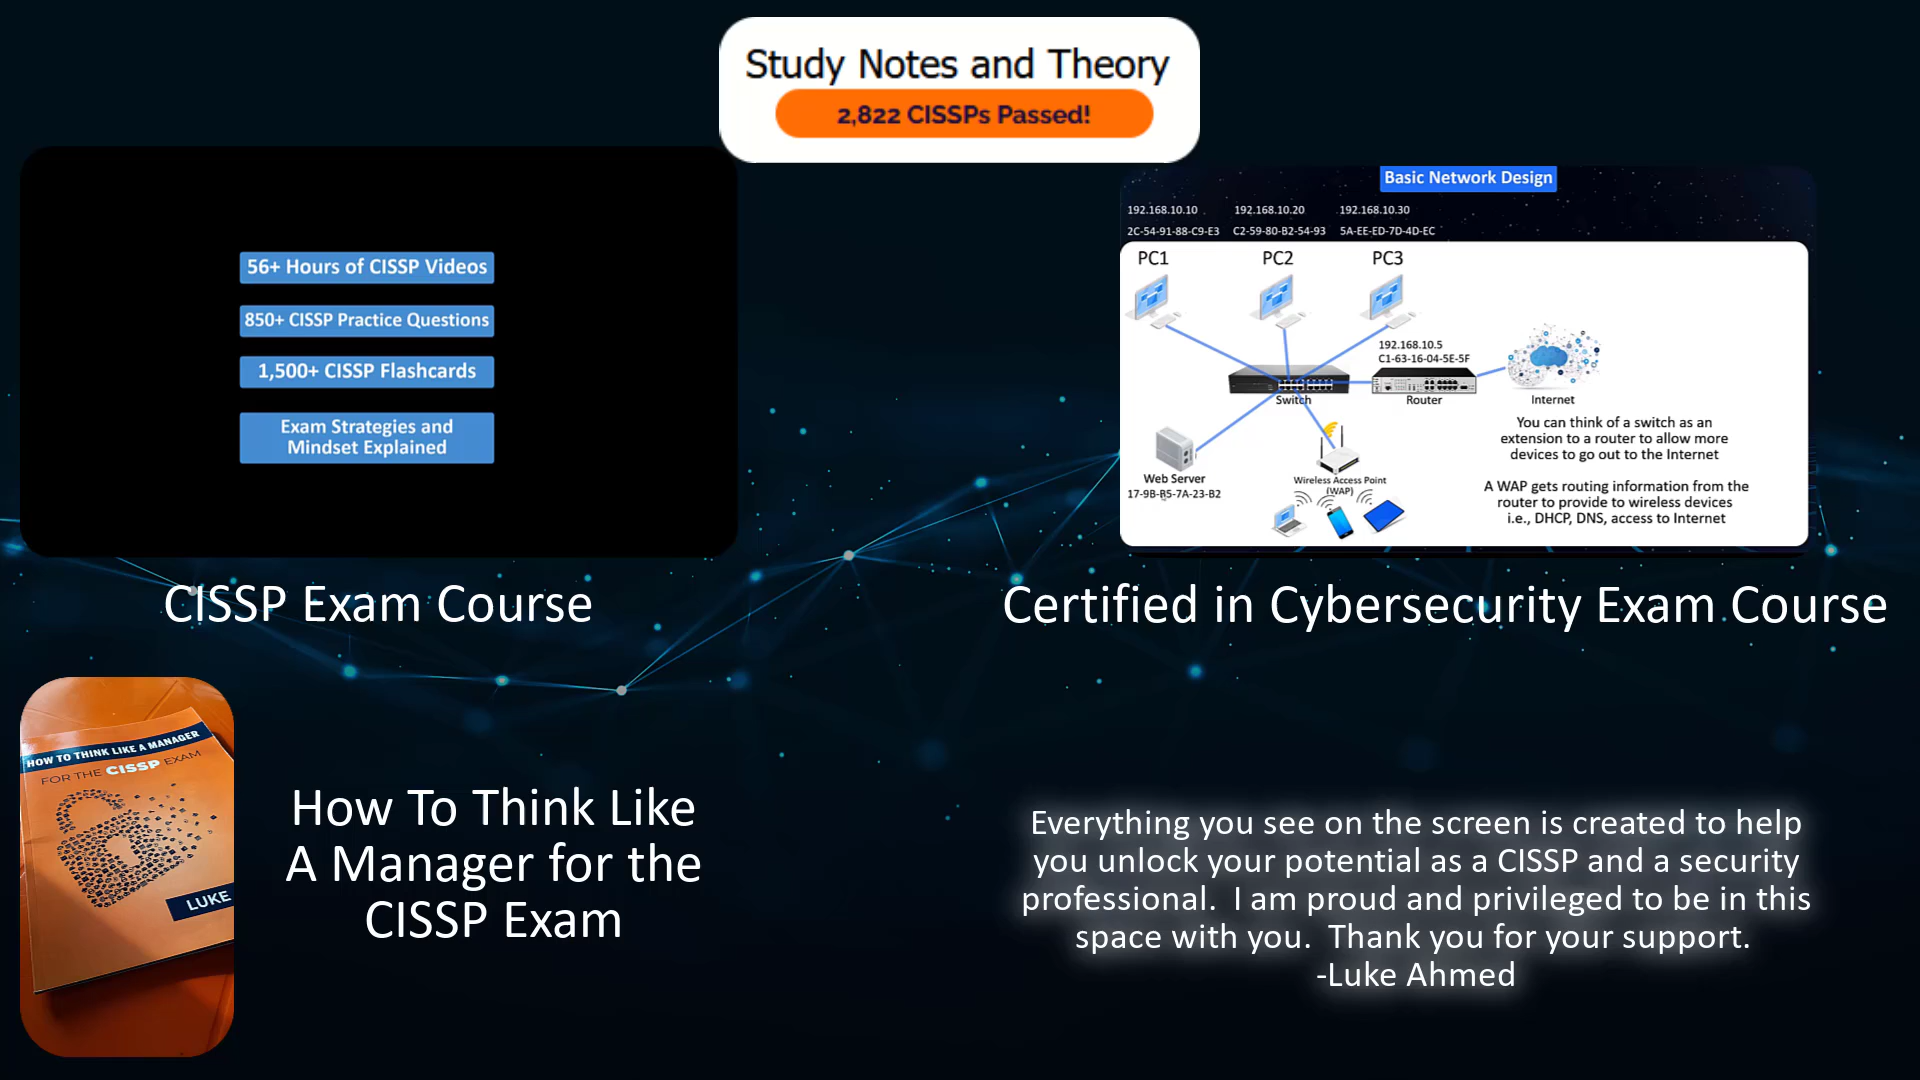 Study Notes and Theory
2,822 CISSPs Passed!
56+ Hours of CISSP Videos
850+ CISSP Practice Questions
1,500+ CISSP Flashcards
Exam Strategies and
Mindset Explained
CISSP Exam Course
Basic Network Design
192.168.10.10 192.168.10.20 192.168.10.30
2C-54-91-88-C9-E3 C2-59-80-B2-54-93 5A-EE-ED-7D-4D-EC
PC1 PC2 PC3
192.168.10.5
C1-63-16-04-5E-5F
Switch Router Internet
You can think of a switch as an
extension to a router to allow more
devices to go out to the Internet
Web Server
17-9B-B5-7A-23-B2
Wireless Access Point
(WAP)
A WAP gets routing information from the
router to provide to wireless devices
i.e., DHCP, DNS, access to Internet
Certified in Cybersecurity Exam Course
HOW TO THINK LIKE A MANAGER
FOR THE CISSP EXAM
LUKE
How To Think Like
A Manager for the
CISSP Exam
Everything you see on the screen is created to help
you unlock your potential as a CISSP and a security
professional. I am proud and privileged to be in this
space with you. Thank you for your support.
-Luke Ahmed